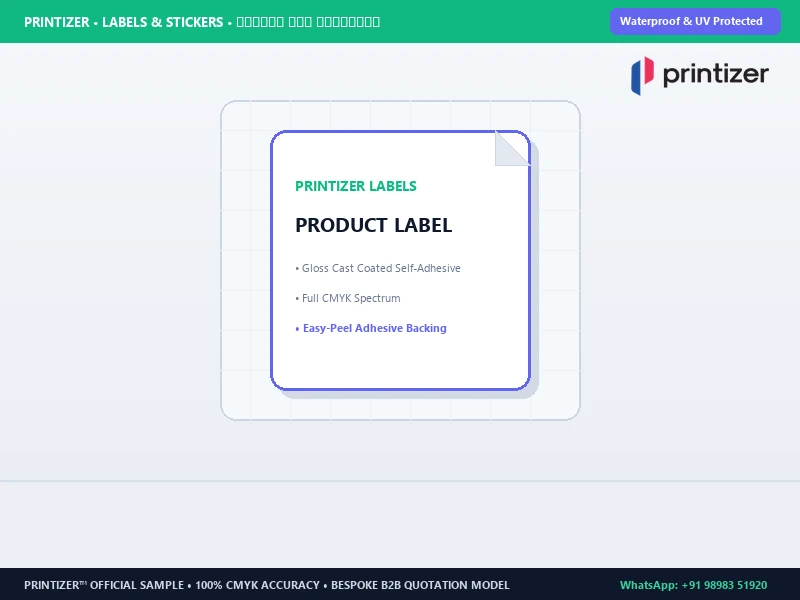 PRINTIZER • LABELS & STICKERS •
Waterproof & UV Protected
printizer
PRINTIZER LABELS
PRODUCT LABEL
• Gloss Cast Coated Self-Adhesive
• Full CMYK Spectrum
• Easy-Peel Adhesive Backing
PRINTIZER™ OFFICIAL SAMPLE • 100% CMYK ACCURACY • BESPOKE B2B QUOTATION MODEL
WhatsApp: +91 98983 51920